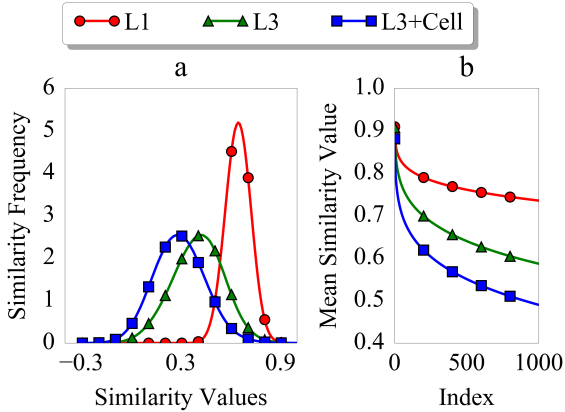 L1 L3 L3+Cell
a b
6
5
4
3
2
1
0
Similarity Frequency
−0.3 0.3 0.9
Similarity Values
1.0
0.9
0.8
0.7
0.6
0.5
0.4
Mean Similarity Value
0 500 1000
Index